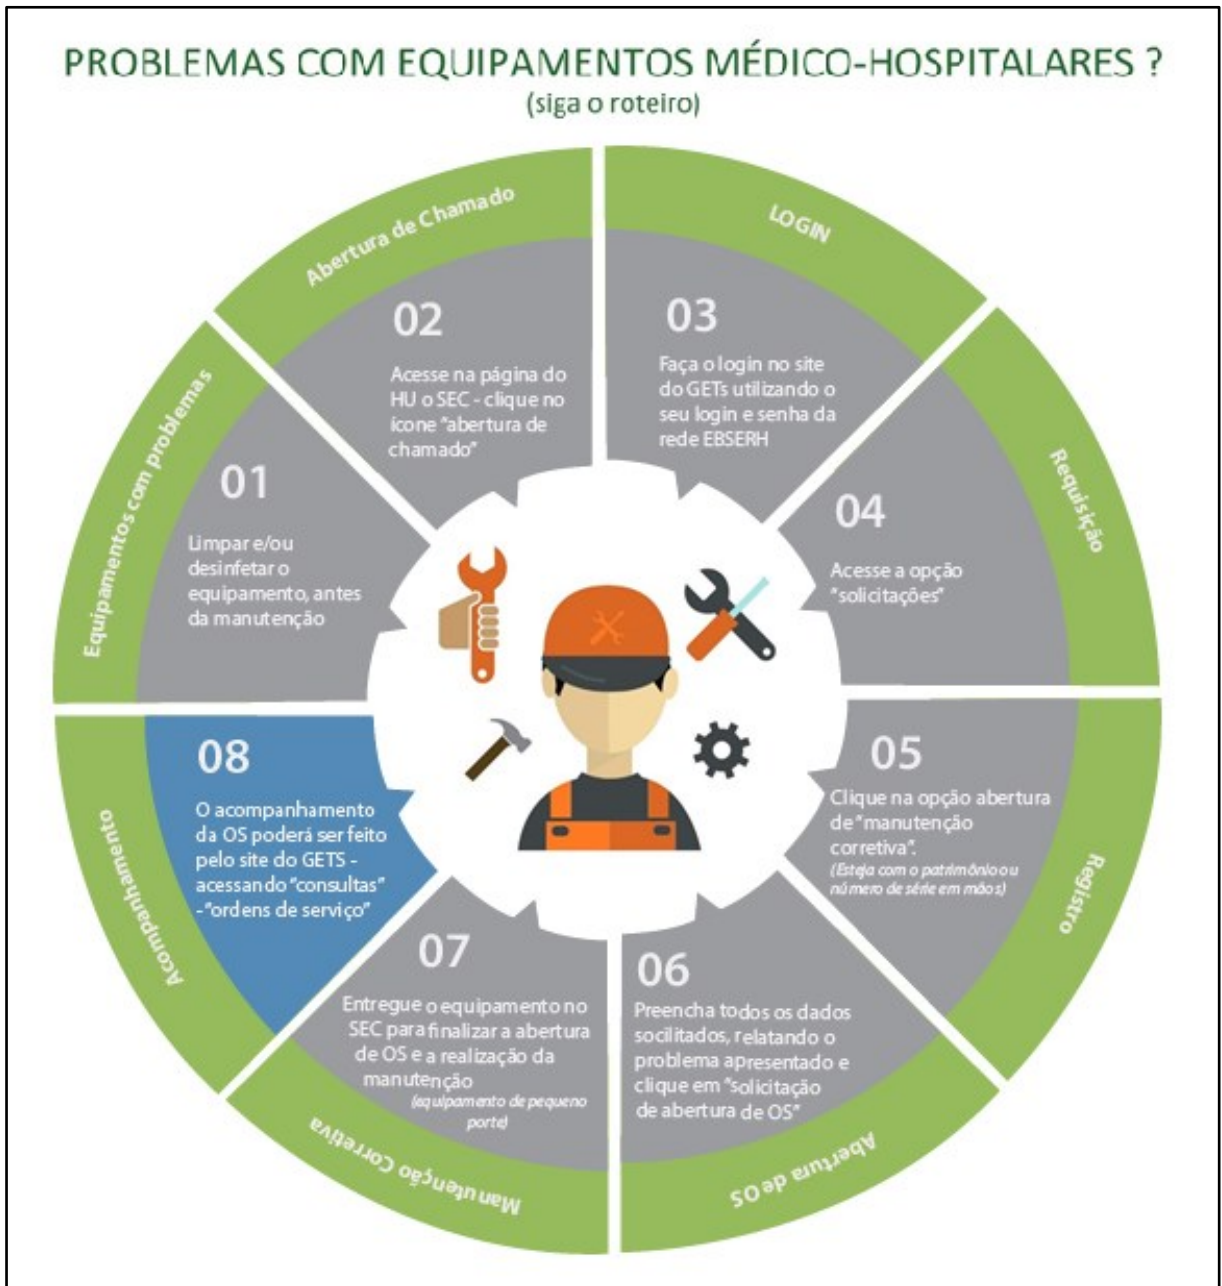 PROBLEMAS COM EQUIPAMENTOS MÉDICO-HOSPITALARES ?
(siga o roteiro)
Equipamentos com problemas
01
Limpar e/ou
desinfetar o
equipamento, antes
da manutenção
Abertura de Chamado
02
Acesse na página do
HU o SEC - clique no
ícone "abertura de
chamado"
LOGIN
03
Faça o login no site
do GETs utilizando o
seu login e senha da
rede EBSERH
Requisição
04
Acesse a opção
"solicitações"
Registro
05
Clique na opção abertura
de "manutenção
corretiva".
(Esteja com o patrimônio ou
número de série em mãos)
Abertura de OS
06
Preencha todos os dados
socilitados, relatando o
problema apresentado e
clique em "solicitação
de abertura de OS"
Manutenção Corretiva
07
Entregue o equipamento no
SEC para finalizar a abertura
de OS e a realização da
manutenção
(equipamento de pequeno
porte)
Acompanhamento
08
O acompanhamento
da OS poderá ser feito
pelo site do GETS -
acessando "consultas"
-"ordens de serviço"